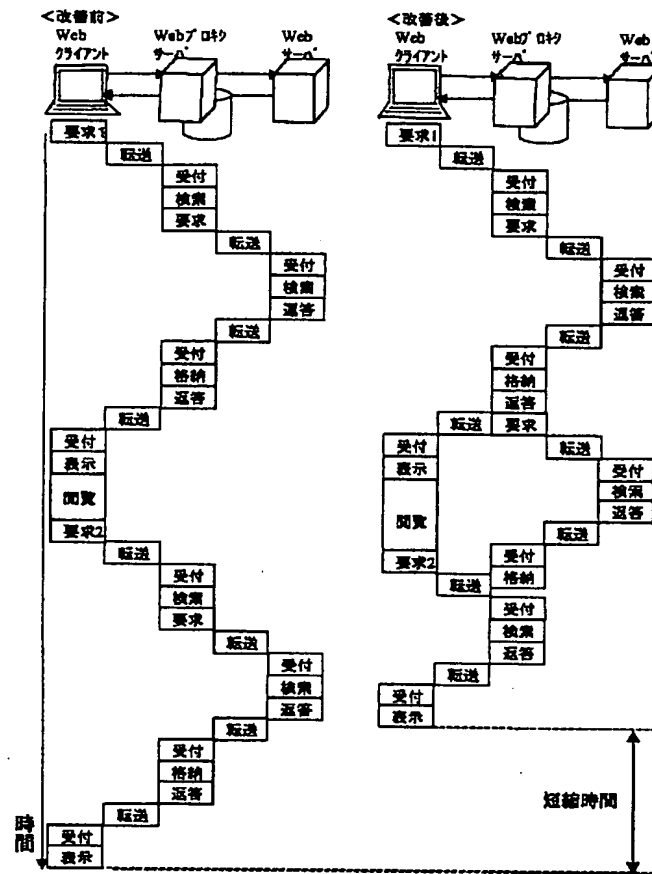 <改善前>
Web
クライアント
Webプロキシ
サーバ
Web
サーバ
要求1
転送
受付
検索
要求
転送
受付
検索
返答
転送
受付
格納
返答
転送
受付
表示
閲覧
要求2
転送
受付
検索
要求
転送
受付
検索
返答
転送
受付
格納
返答
転送
受付
表示
時間
<改善後>
Web
クライアント
Webプロキシ
サーバ
Web
サーバ
要求1
転送
受付
検索
要求
転送
受付
検索
返答
転送
受付
格納
返答
転送
要求
受付
表示
閲覧
要求2
転送
受付
検索
返答
転送
受付
格納
転送
受付
検索
返答
転送
受付
表示
短縮時間